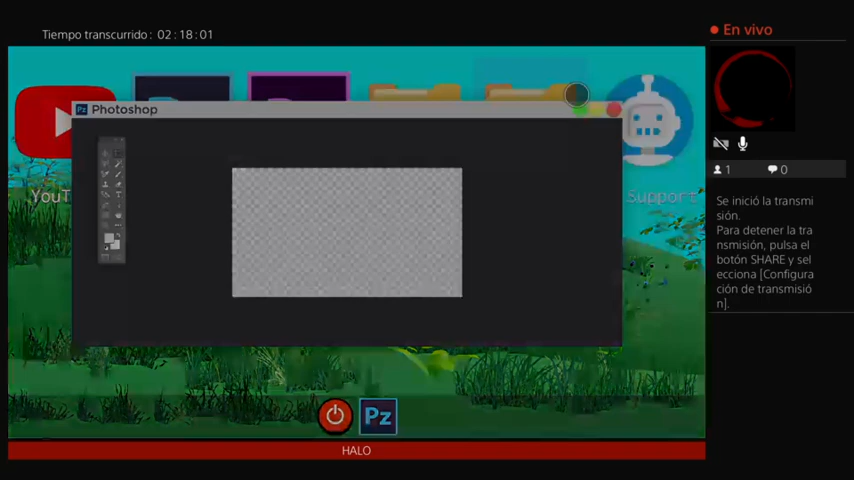 Tiempo transcurrido: 02:18:01
En vivo
Pz Photoshop
YouT
Support
1 0
Se inició la transmi
sión.
Para detener la tra
nsmisión, pulsa el
botón SHARE y sel
ecciona [Configura
ción de transmisió
n].
Pz
HALO